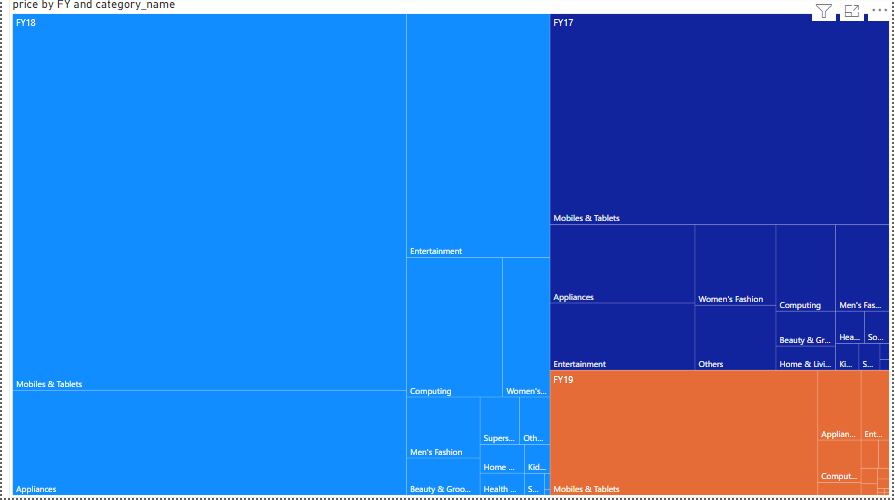 price by FY and category_name
FY18
Mobiles & Tablets
Appliances
Entertainment
Computing
Women's...
Men's Fashion
Beauty & Groo...
Supers...
Oth...
Home ...
Kid...
Health ...
S...
FY17
Mobiles & Tablets
Appliances
Entertainment
Women's Fashion
Others
Computing
Men's Fas...
Beauty & Gr...
Home & Livi...
Hea...
So...
Ki...
S...
FY19
Mobiles & Tablets
Applian...
Ent...
Comput...